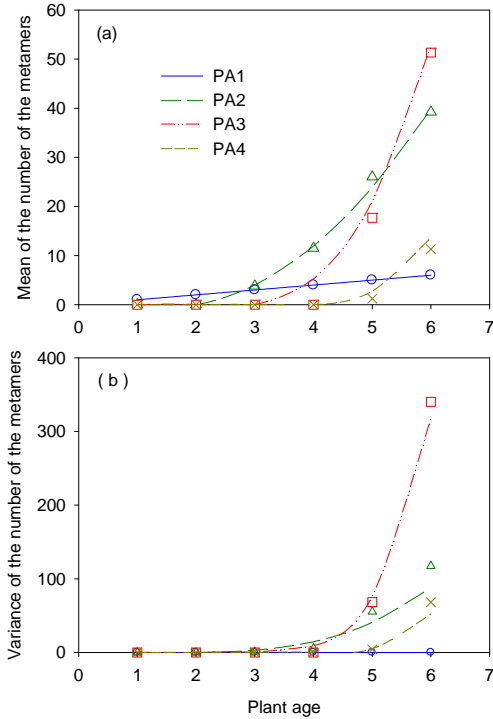 60
50
40
30
20
10
0
(a)
PA1
PA2
PA3
PA4
Mean of the number of the metamers
0 1 2 3 4 5 6 7
400
300
200
100
0
( b )
Variance of the number of the metamers
0 1 2 3 4 5 6 7
Plant age